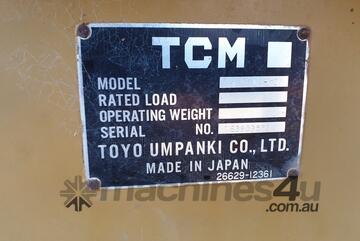 TCM
MODEL
RATED LOAD
OPERATING WEIGHT
SERIAL NO.
TOYO UMPANKI CO., LTD.
MADE IN JAPAN
26629-12361
machines4u
.com.au